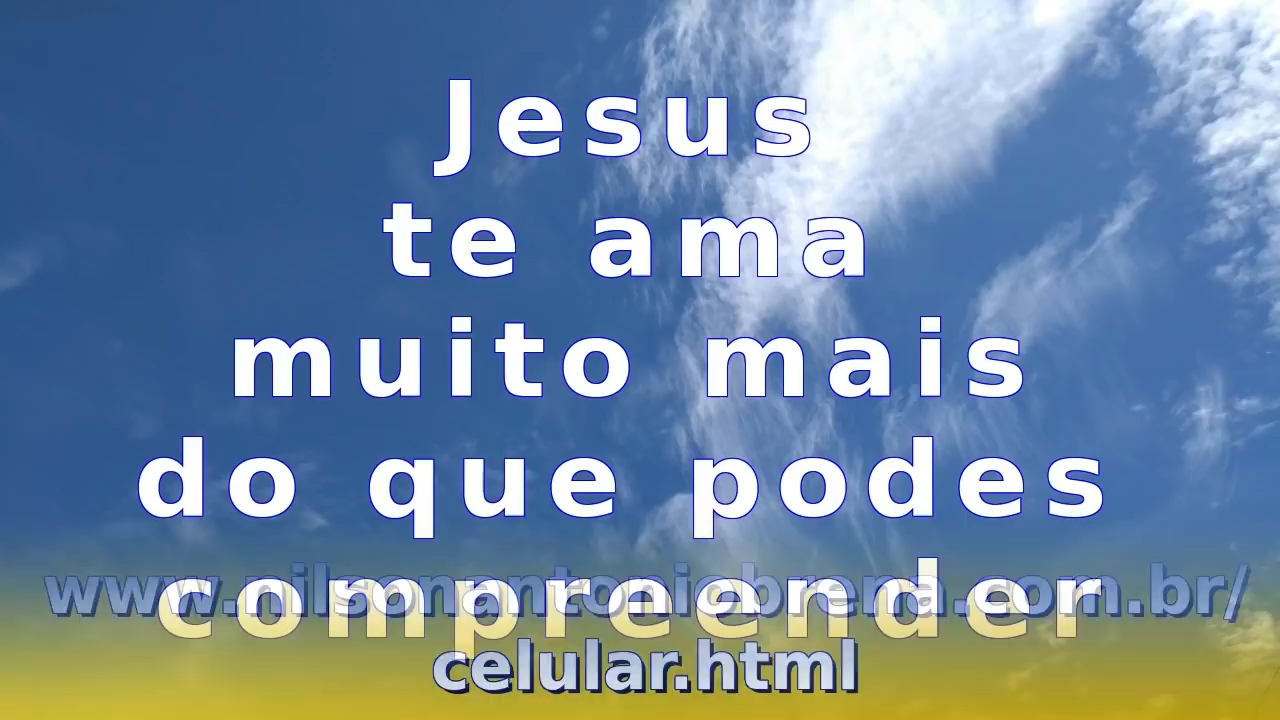 Jesus
te ama
muito mais
do que podes
compreender
www.nilsonantoniobrena.com.br/
celular.html